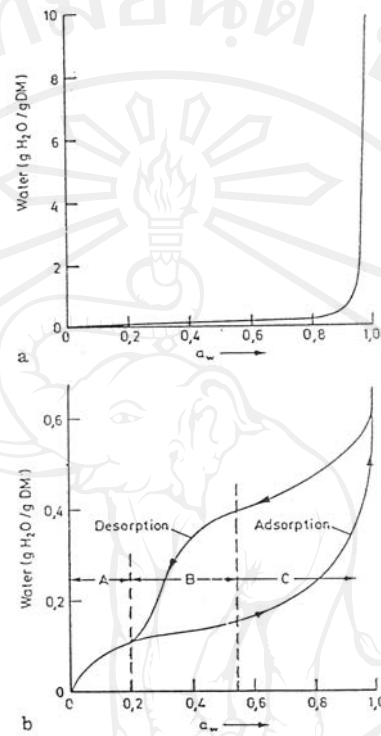 Water (g H₂O / gDM)
10
8
6
4
2
0
0 0,2 0,4 0,6 0,8 1,0
a a_w
Water (g H₂O / g DM)
0,6
0,4
0,2
0
Desorption
Adsorption
A B C
0 0,2 0,4 0,6 0,8 1,0
b a_w